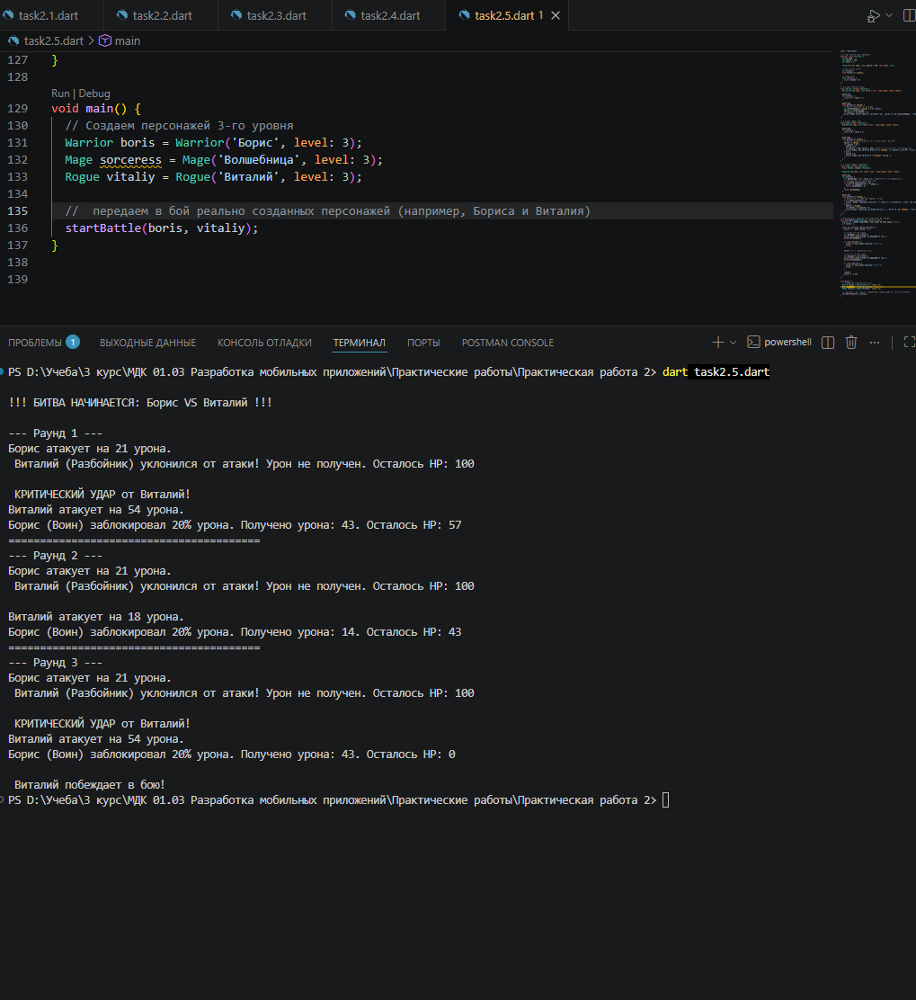 task2.1.dart task2.2.dart task2.3.dart task2.4.dart task2.5.dart 1
task2.5.dart > main
127 }
128
Run | Debug
129 void main() {
130 // Создаем персонажей 3-го уровня
131 Warrior boris = Warrior('Борис', level: 3);
132 Mage sorceress = Mage('Волшебница', level: 3);
133 Rogue vitaliy = Rogue('Виталий', level: 3);
134
135 //  передаем в бой реально созданных персонажей (например, Бориса и Виталия)
136 startBattle(boris, vitaliy);
137 }
138
139
ПРОБЛЕМЫ 1 ВЫХОДНЫЕ ДАННЫЕ КОНСОЛЬ ОТЛАДКИ ТЕРМИНАЛ ПОРТЫ POSTMAN CONSOLE powershell
PS D:\Учеба\3 курс\МДК 01.03 Разработка мобильных приложений\Практические работы\Практическая работа 2> dart task2.5.dart
!!! БИТВА НАЧИНАЕТСЯ: Борис VS Виталий !!!
--- Раунд 1 ---
Борис атакует на 21 урона.
Виталий (Разбойник) уклонился от атаки! Урон не получен. Осталось HP: 100
КРИТИЧЕСКИЙ УДАР от Виталий!
Виталий атакует на 54 урона.
Борис (Воин) заблокировал 20% урона. Получено урона: 43. Осталось HP: 57
========================================
--- Раунд 2 ---
Борис атакует на 21 урона.
Виталий (Разбойник) уклонился от атаки! Урон не получен. Осталось HP: 100
Виталий атакует на 18 урона.
Борис (Воин) заблокировал 20% урона. Получено урона: 14. Осталось HP: 43
========================================
--- Раунд 3 ---
Борис атакует на 21 урона.
Виталий (Разбойник) уклонился от атаки! Урон не получен. Осталось HP: 100
КРИТИЧЕСКИЙ УДАР от Виталий!
Виталий атакует на 54 урона.
Борис (Воин) заблокировал 20% урона. Получено урона: 43. Осталось HP: 0
Виталий побеждает в бою!
PS D:\Учеба\3 курс\МДК 01.03 Разработка мобильных приложений\Практические работы\Практическая работа 2>